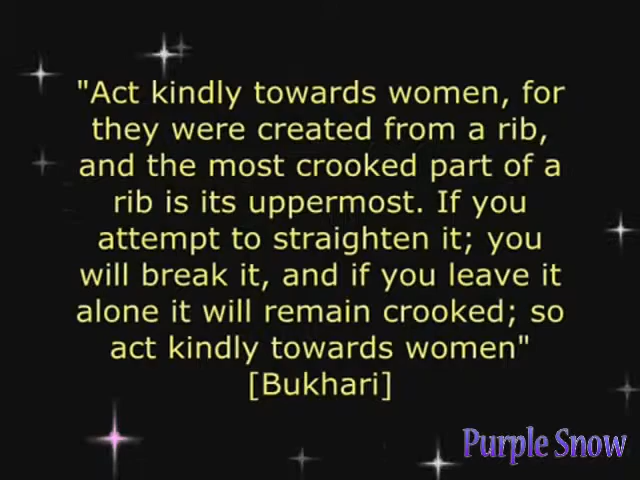 "Act kindly towards women, for
they were created from a rib,
and the most crooked part of a
rib is its uppermost. If you
attempt to straighten it; you
will break it, and if you leave it
alone it will remain crooked; so
act kindly towards women"
[Bukhari]
Purple Snow